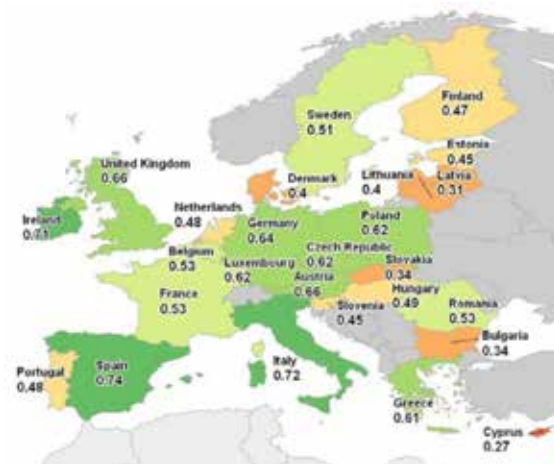 Finland
0.47
Sweden
0.51
Estonia
0.45
United Kingdom
0.66
Denmark
0.4
Lithuania
0.4
Latvia
0.31
Ireland
0.71
Netherlands
0.48
Germany
0.64
Poland
0.62
Belgium
0.53
Czech Republic
0.62
Luxembourg
0.62
Slovakia
0.34
Austria
0.66
Hungary
0.49
France
0.53
Slovenia
0.45
Romania
0.53
Bulgaria
0.34
Portugal
0.48
Spain
0.74
Italy
0.72
Greece
0.61
Cyprus
0.27